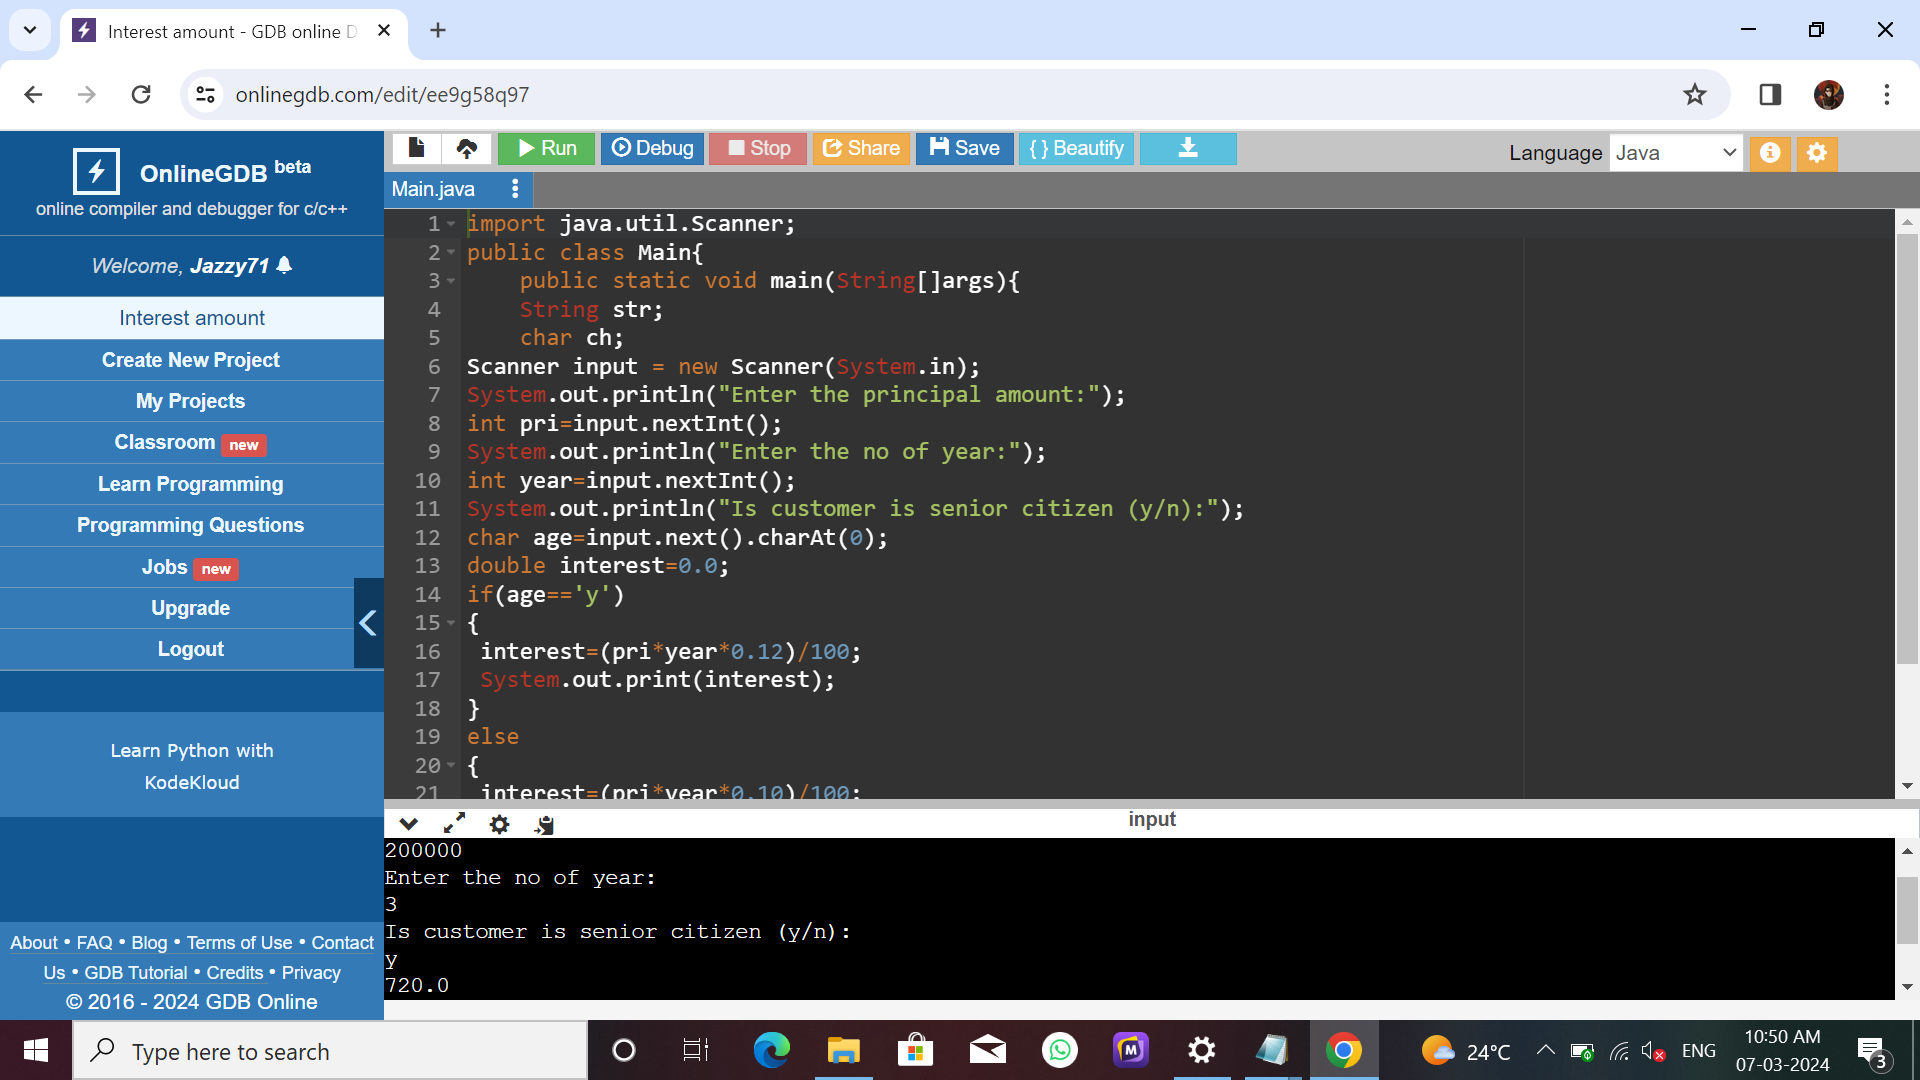 Interest amount - GDB online D
onlinegdb.com/edit/ee9g58q97
OnlineGDB beta
online compiler and debugger for c/c++
Welcome, Jazzy71
Interest amount
Create New Project
My Projects
Classroom new
Learn Programming
Programming Questions
Jobs new
Upgrade
Logout
Learn Python with
KodeKloud
About • FAQ • Blog • Terms of Use • Contact
Us • GDB Tutorial • Credits • Privacy
© 2016 - 2024 GDB Online
Run Debug Stop Share Save { } Beautify
Language Java
Main.java
1 import java.util.Scanner;
2 public class Main{
3 public static void main(String[]args){
4 String str;
5 char ch;
6 Scanner input = new Scanner(System.in);
7 System.out.println("Enter the principal amount:");
8 int pri=input.nextInt();
9 System.out.println("Enter the no of year:");
10 int year=input.nextInt();
11 System.out.println("Is customer is senior citizen (y/n):");
12 char age=input.next().charAt(0);
13 double interest=0.0;
14 if(age=='y')
15 {
16 interest=(pri*year*0.12)/100;
17 System.out.print(interest);
18 }
19 else
20 {
21 interest=(pri*year*0.10)/100;
input
200000
Enter the no of year:
3
Is customer is senior citizen (y/n):
y
720.0
Type here to search
24°C
ENG
10:50 AM
07-03-2024
3